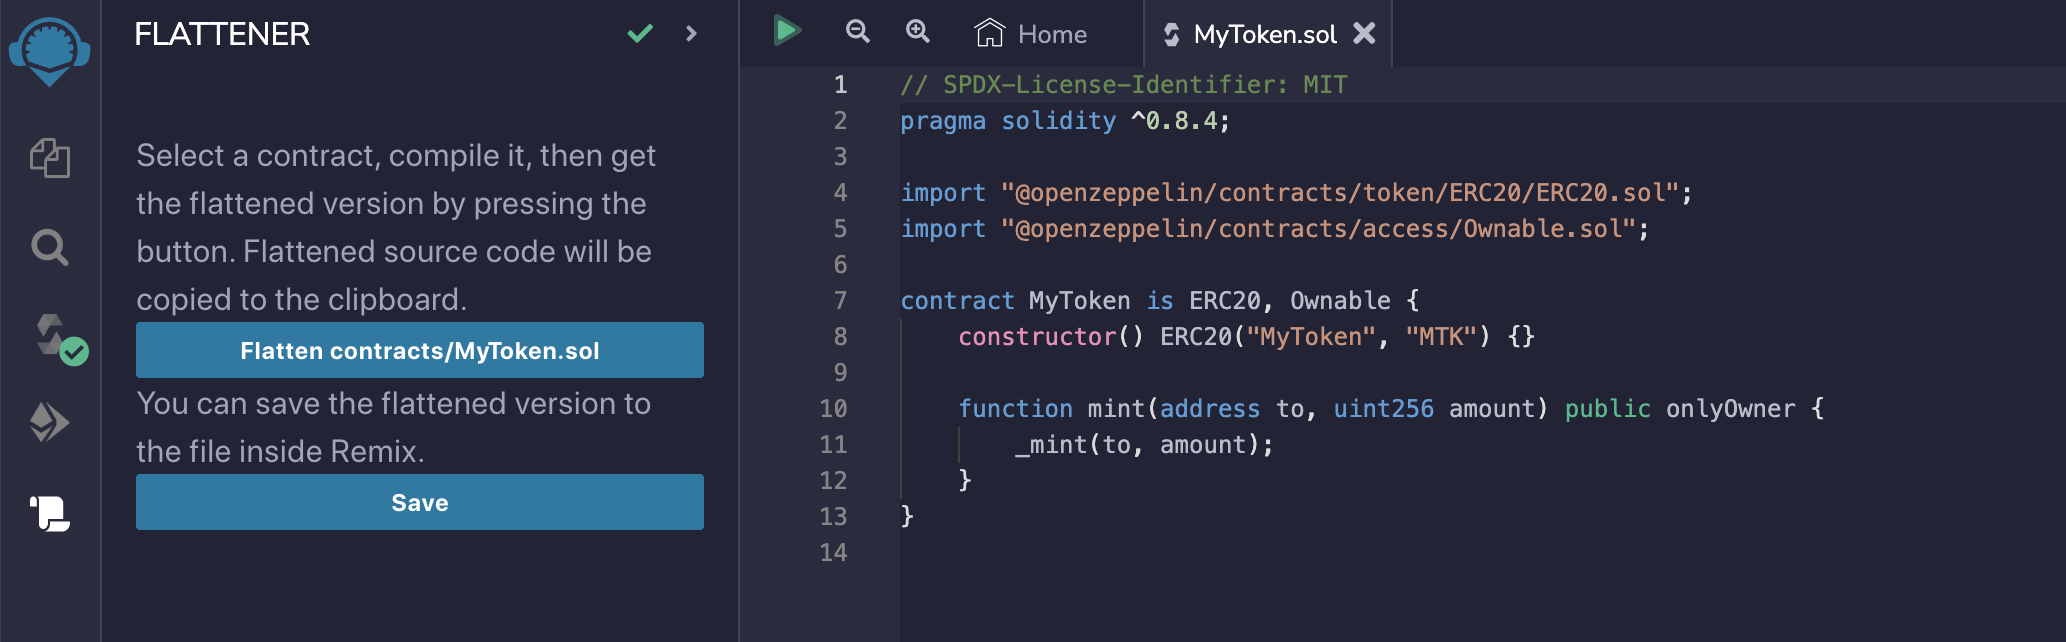 FLATTENER
Select a contract, compile it, then get
the flattened version by pressing the
button. Flattened source code will be
copied to the clipboard.
Flatten contracts/MyToken.sol
You can save the flattened version to
the file inside Remix.
Save
Home
MyToken.sol
1 // SPDX-License-Identifier: MIT
2 pragma solidity ^0.8.4;
3
4 import "@openzeppelin/contracts/token/ERC20/ERC20.sol";
5 import "@openzeppelin/contracts/access/Ownable.sol";
6
7 contract MyToken is ERC20, Ownable {
8     constructor() ERC20("MyToken", "MTK") {}
9
10     function mint(address to, uint256 amount) public onlyOwner {
11         _mint(to, amount);
12     }
13 }
14